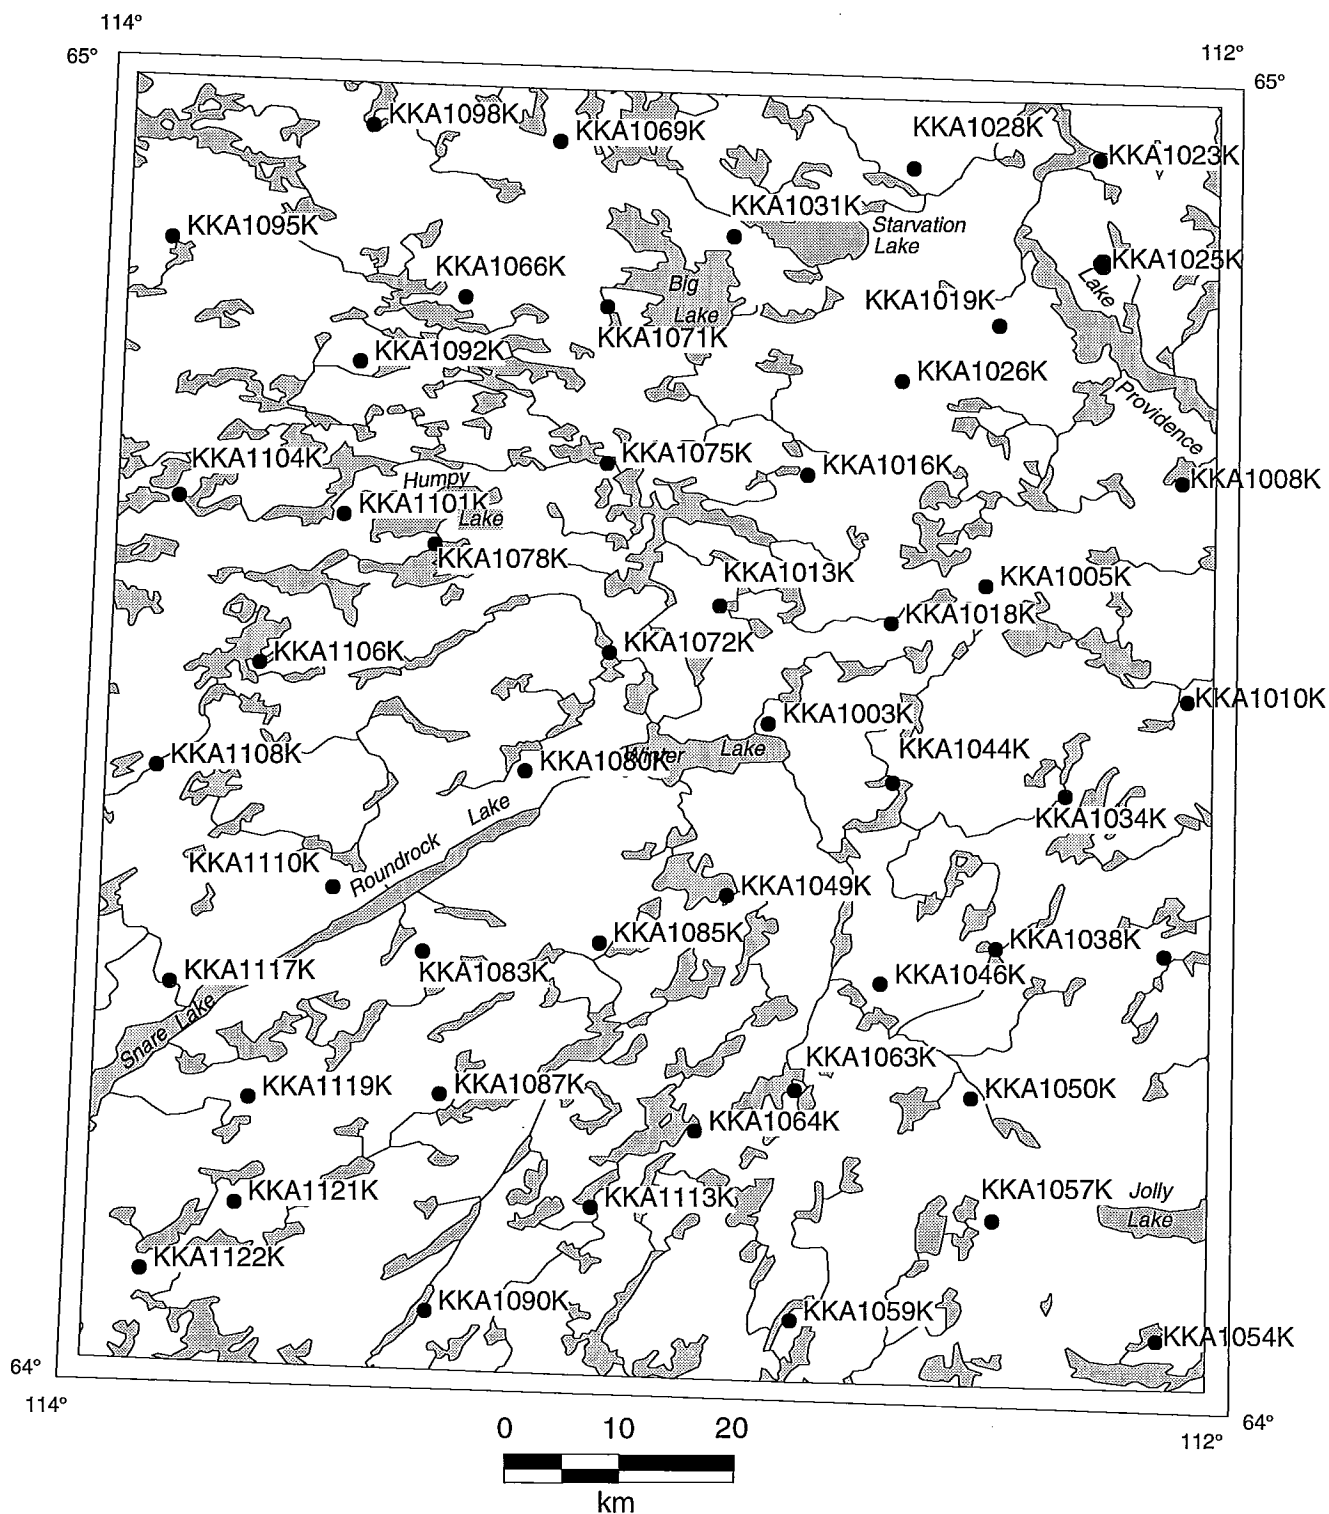 114°
65°
112°
65°
KKA1098K
KKA1069K
KKA1028K
KKA1023K
KKA1095K
KKA1031K
Starvation
Lake
KKA1066K
KKA1025K
Big
Lake
Lake
KKA1019K
KKA1071K
KKA1092K
KKA1026K
Providence
KKA1104K
KKA1075K
KKA1016K
Humpy
KKA1008K
KKA1101K
Lake
KKA1078K
KKA1013K
KKA1005K
KKA1018K
KKA1106K
KKA1072K
KKA1010K
KKA1003K
KKA1108K
KKA1080K
Winter Lake
KKA1044K
Roundrock Lake
KKA1034K
KKA1110K
KKA1049K
KKA1085K
KKA1038K
KKA1117K
KKA1083K
KKA1046K
Snare Lake
KKA1063K
KKA1119K
KKA1087K
KKA1050K
KKA1064K
KKA1121K
KKA1113K
KKA1057K
Jolly
Lake
KKA1122K
KKA1090K
KKA1059K
KKA1054K
64°
114°
64°
112°
0 10 20
km